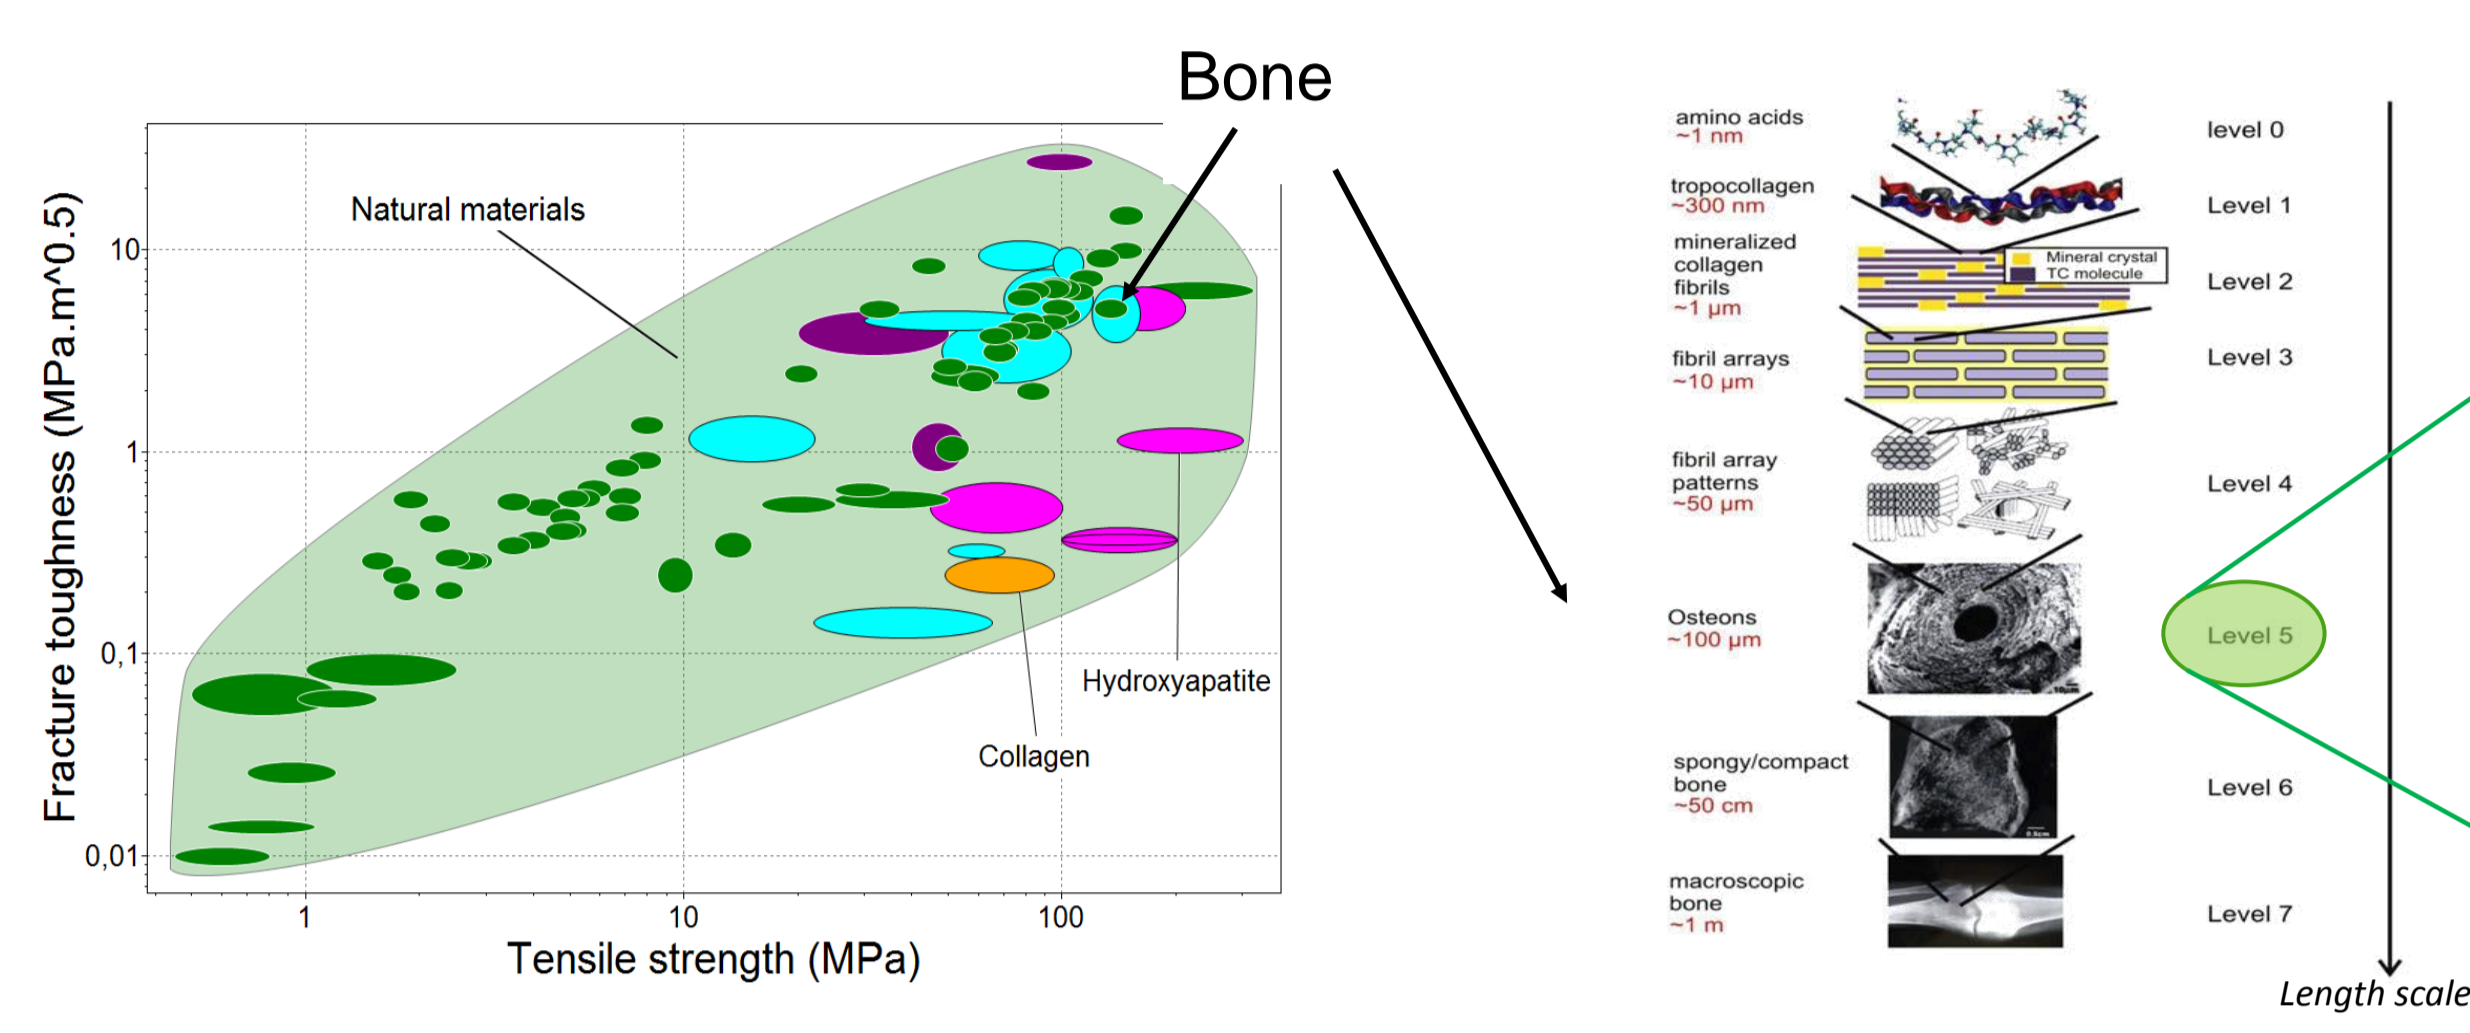 Bone
Natural materials
Fracture toughness (MPa.m^0.5)
10
1
0,1
0,01
Hydroxyapatite
Collagen
1
10
100
Tensile strength (MPa)
amino acids
~1 nm
level 0
tropocollagen
~300 nm
Level 1
mineralized
collagen
fibrils
~1 µm
Mineral crystal
TC molecule
Level 2
fibril arrays
~10 µm
Level 3
fibril array
patterns
~50 µm
Level 4
Osteons
~100 µm
10µm
Level 5
spongy/compact
bone
~50 cm
0.5cm
Level 6
macroscopic
bone
~1 m
Level 7
Length scale